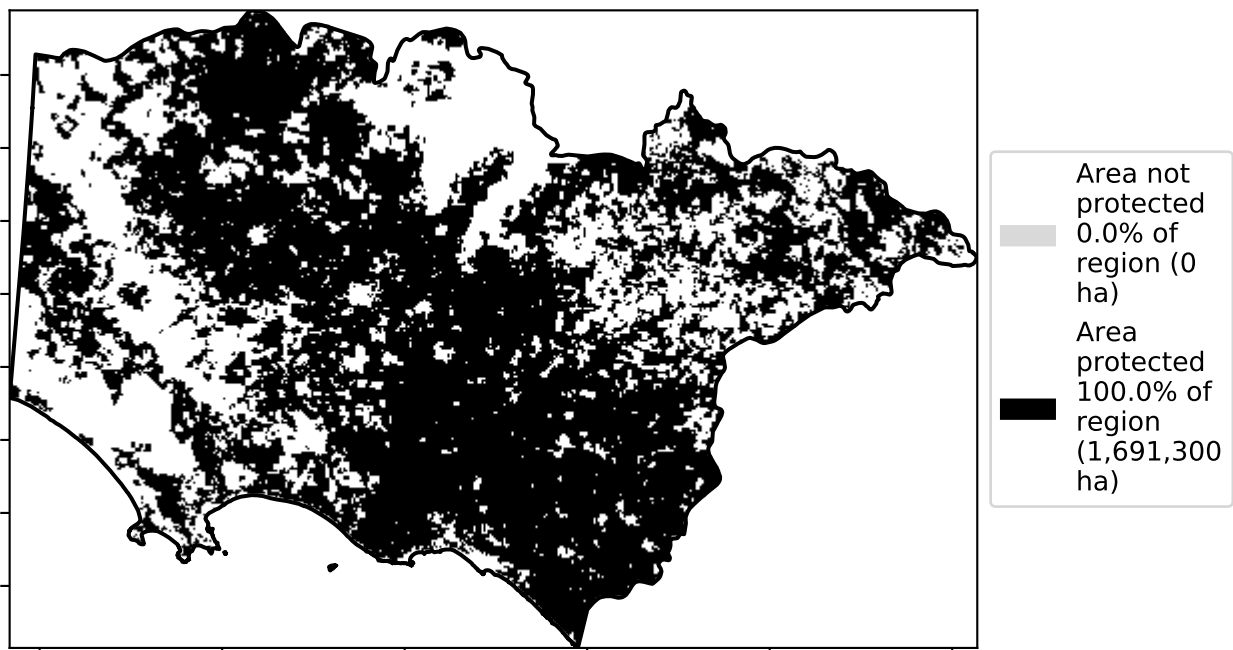 Area not
protected
0.0% of
region (0
ha)
Area
protected
100.0% of
region
(1,691,300
ha)